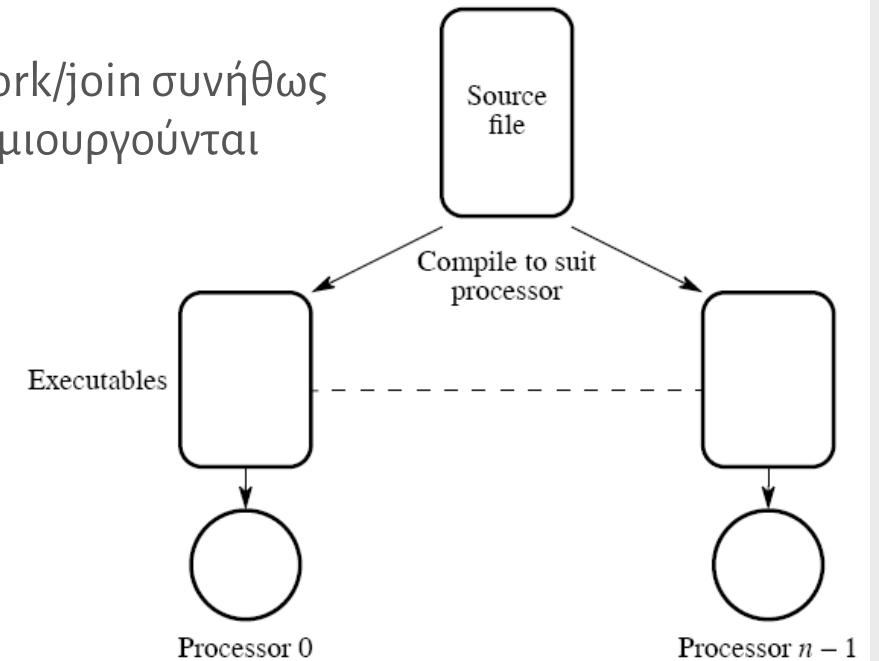 ork/join συνήθως
μιουργούνται
Source
file
Compile to suit
processor
Executables
Processor 0
Processor n − 1